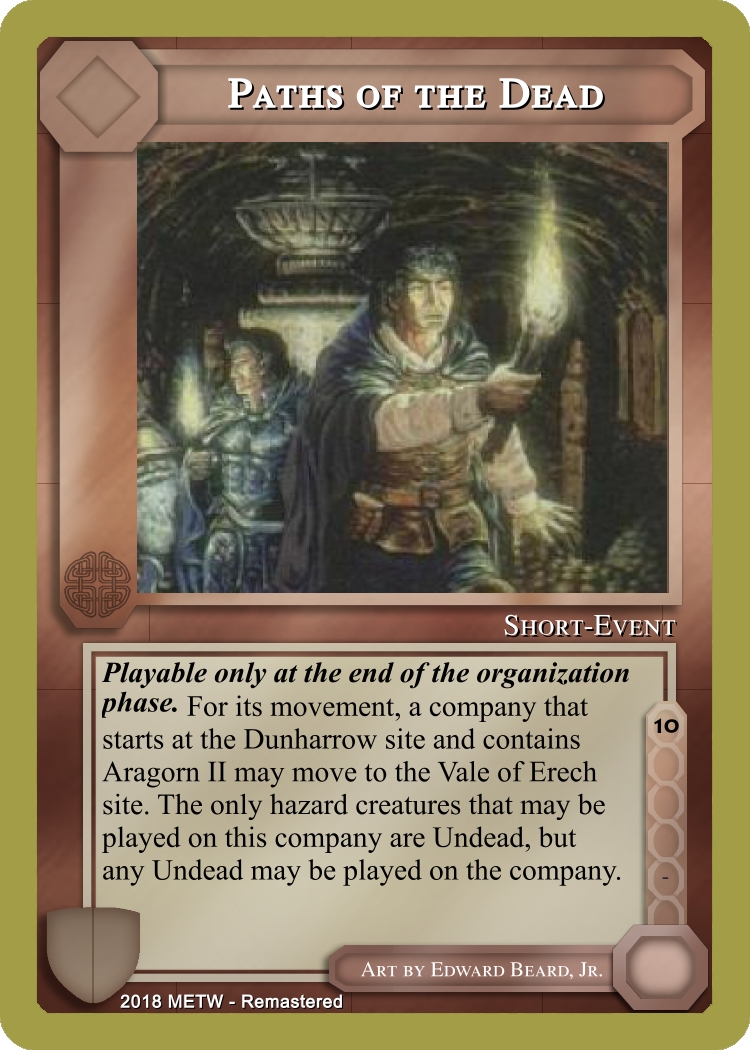 Paths of the Dead
Short-Event
Playable only at the end of the organization
phase. For its movement, a company that
starts at the Dunharrow site and contains
Aragorn II may move to the Vale of Erech
site. The only hazard creatures that may be
played on this company are Undead, but
any Undead may be played on the company.
10
-
Art by Edward Beard, Jr.
2018 METW - Remastered